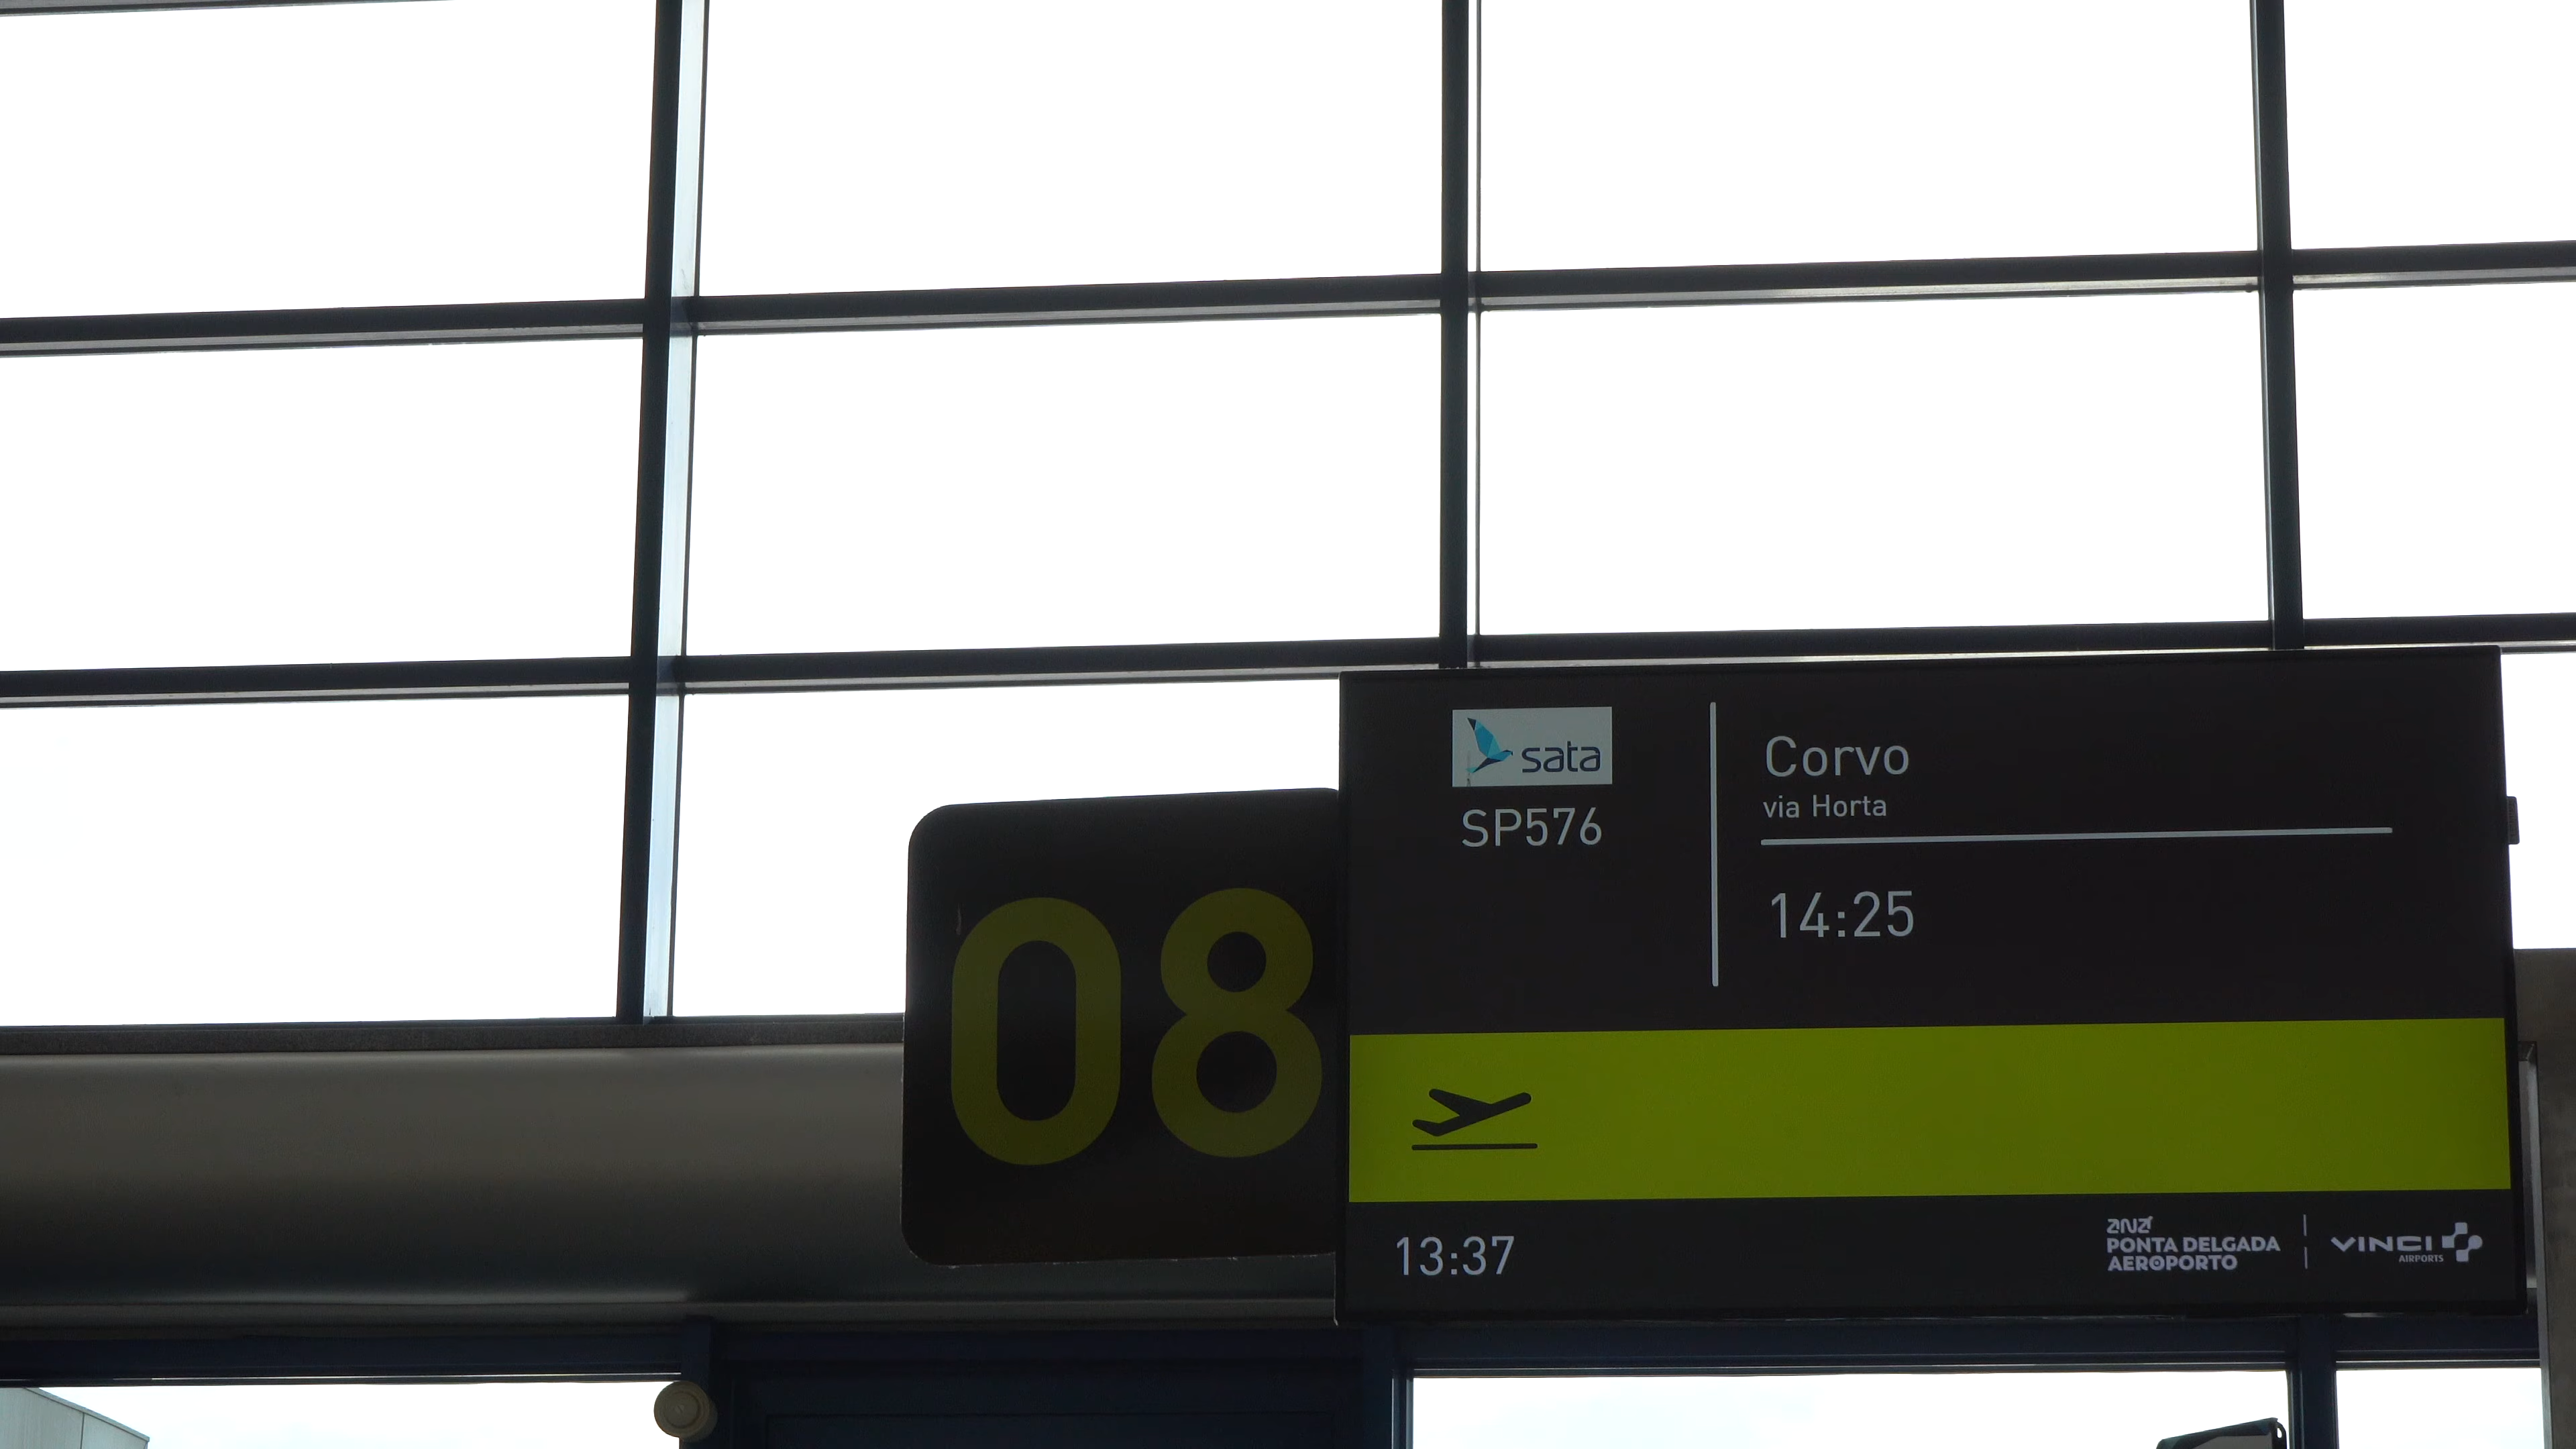 08
sata
SP576
Corvo
via Horta
14:25
13:37
ANA
PONTA DELGADA
AEROPORTO
VINCI
AIRPORTS